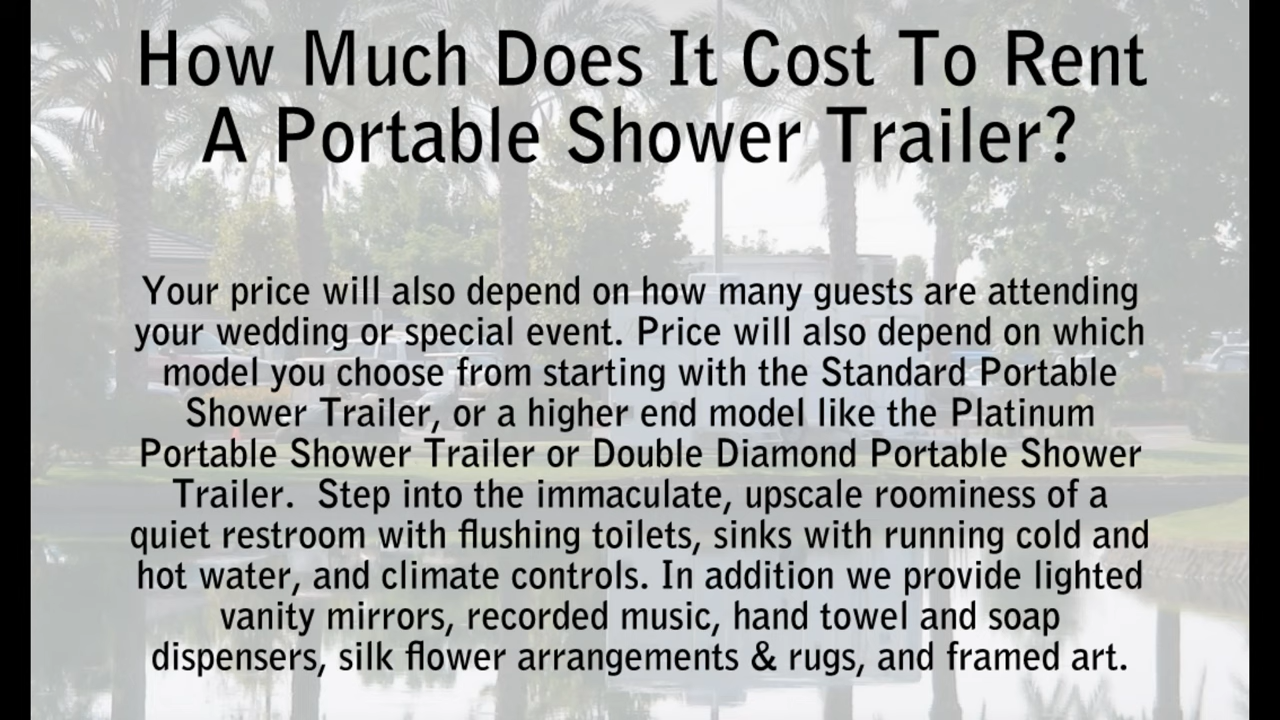 How Much Does It Cost To Rent
A Portable Shower Trailer?
Your price will also depend on how many guests are attending
your wedding or special event. Price will also depend on which
model you choose from starting with the Standard Portable
Shower Trailer, or a higher end model like the Platinum
Portable Shower Trailer or Double Diamond Portable Shower
Trailer.  Step into the immaculate, upscale roominess of a
quiet restroom with flushing toilets, sinks with running cold and
hot water, and climate controls. In addition we provide lighted
vanity mirrors, recorded music, hand towel and soap
dispensers, silk flower arrangements & rugs, and framed art.